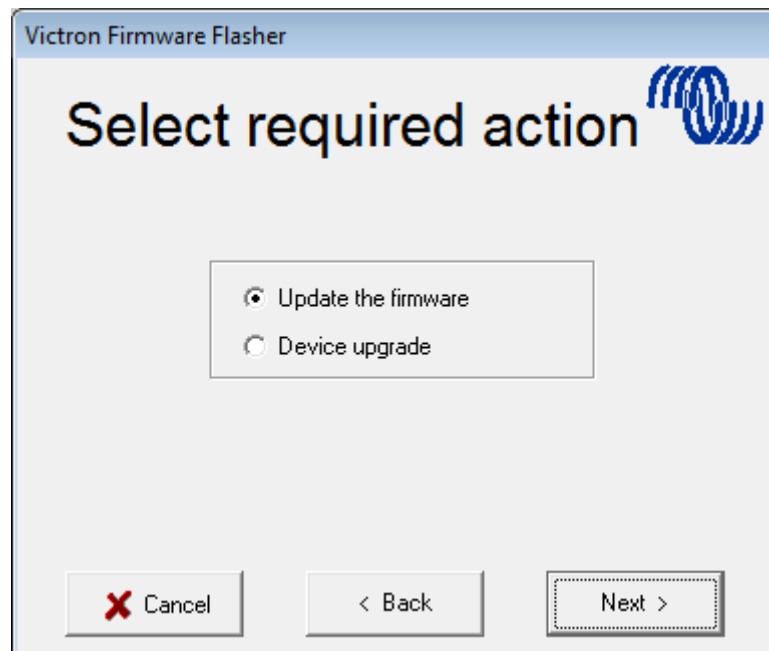 Victron Firmware Flasher
Select required action
Update the firmware
Device upgrade
Cancel
< Back
Next >